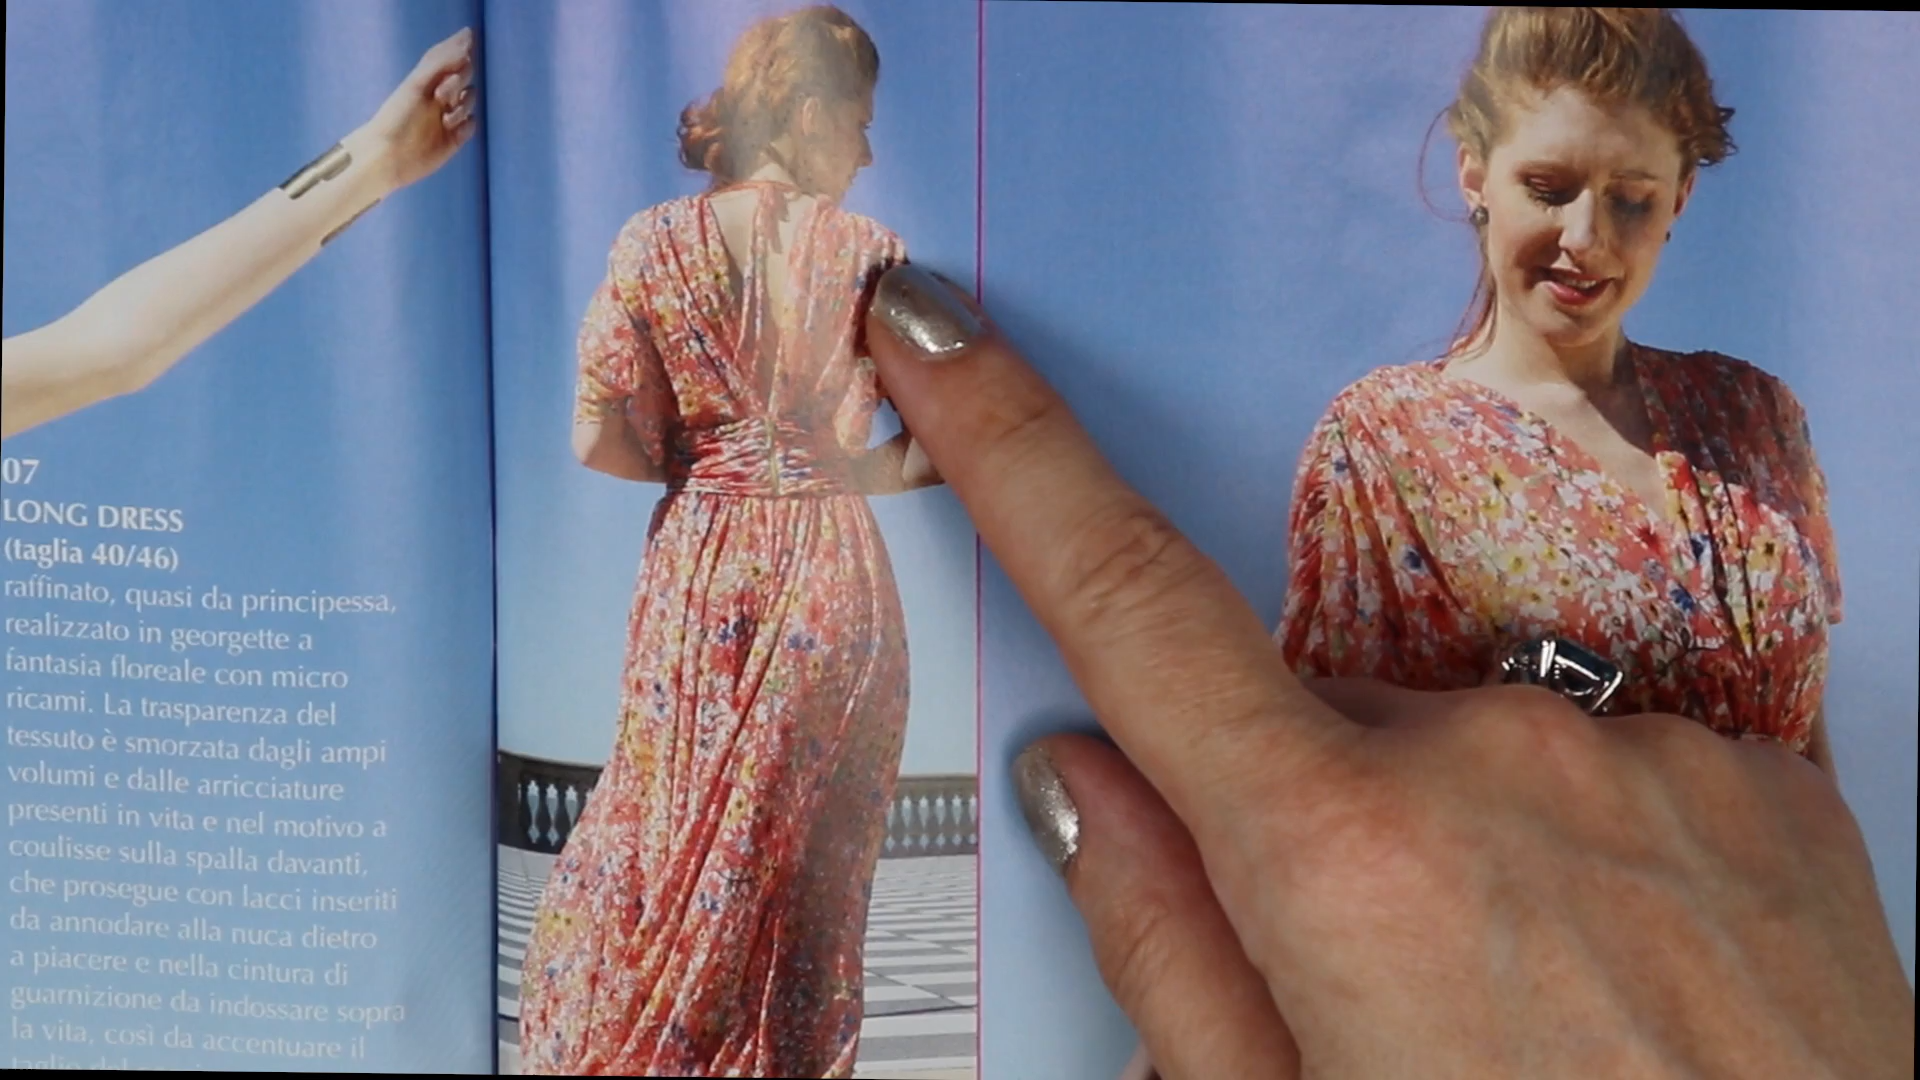 07
LONG DRESS
(taglia 40/46)
raffinato, quasi da principessa,
realizzato in georgette a
fantasia floreale con micro
ricami. La trasparenza del
tessuto è smorzata dagli ampi
volumi e dalle arricciature
presenti in vita e nel motivo a
coulisse sulla spalla davanti,
che prosegue con lacci inseriti
da annodare alla nuca dietro
a piacere e nella cintura di
guarnizione da indossare sopra
la vita, così da accentuare il